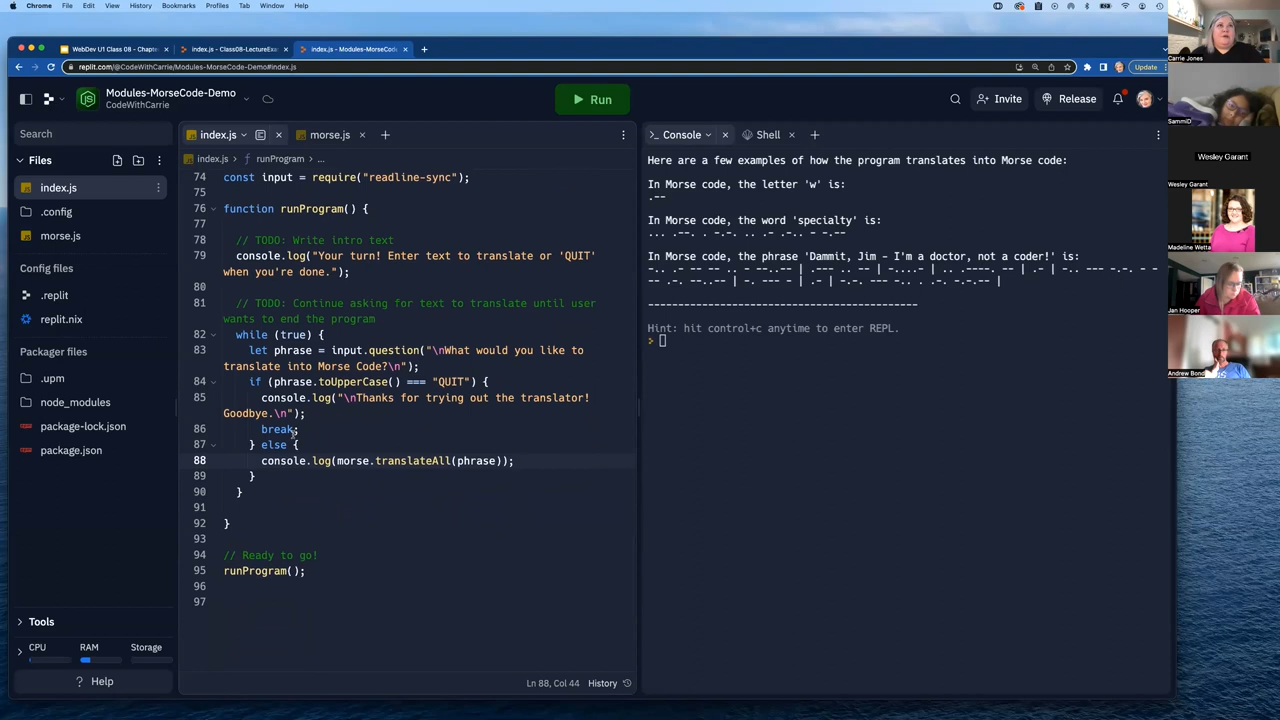 Chrome File Edit View History Bookmarks Profiles Tab Window Help
WebDev U1 Class 08 - Chapte
index.js - Class08-LectureExa
index.js - Modules-MorseCode
replit.com/@CodeWithCarrie/Modules-MorseCode-Demo#index.js
Update
Modules-MorseCode-Demo
CodeWithCarrie
Run
Invite
Release
Search
Files
index.js
.config
morse.js
Config files
.replit
replit.nix
Packager files
.upm
node_modules
package-lock.json
package.json
Tools
CPU RAM Storage
? Help
index.js
morse.js
index.js > runProgram > ...
74 const input = require("readline-sync");
75
76 function runProgram() {
77
78 // TODO: Write intro text
79 console.log("Your turn! Enter text to translate or 'QUIT'
when you're done.");
80
81 // TODO: Continue asking for text to translate until user
wants to end the program
82 while (true) {
83 let phrase = input.question("\nWhat would you like to
translate into Morse Code?\n");
84 if (phrase.toUpperCase() === "QUIT") {
85 console.log("\nThanks for trying out the translator!
Goodbye.\n");
86 break;
87 } else {
88 console.log(morse.translateAll(phrase));
89 }
90 }
91
92 }
93
94 // Ready to go!
95 runProgram();
96
97
Ln 88, Col 44 History
Console
Shell
Here are a few examples of how the program translates into Morse code:
In Morse code, the letter 'w' is:
.--
In Morse code, the word 'specialty' is:
... .--. . -.-. .. .- .-.. - -.--
In Morse code, the phrase 'Dammit, Jim - I'm a doctor, not a coder!' is:
Hint: hit control+c anytime to enter REPL.
>
Carrie Jones
SammiD
Wesley Garant
Wesley Garant
Madeline Wetta
Jan Hooper
Andrew Bond